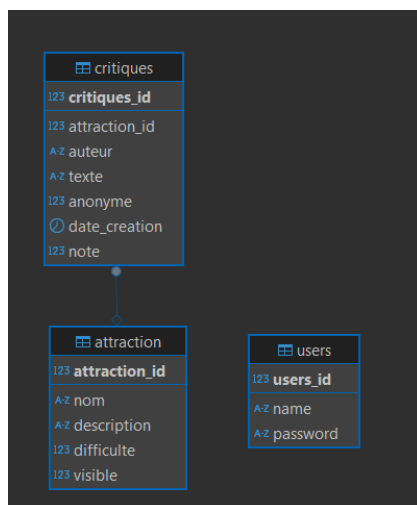 critiques
123 critiques_id
123 attraction_id
A-Z auteur
A-Z texte
123 anonyme
date_creation
123 note
attraction
123 attraction_id
A-Z nom
A-Z description
123 difficulte
123 visible
users
123 users_id
A-Z name
A-Z password